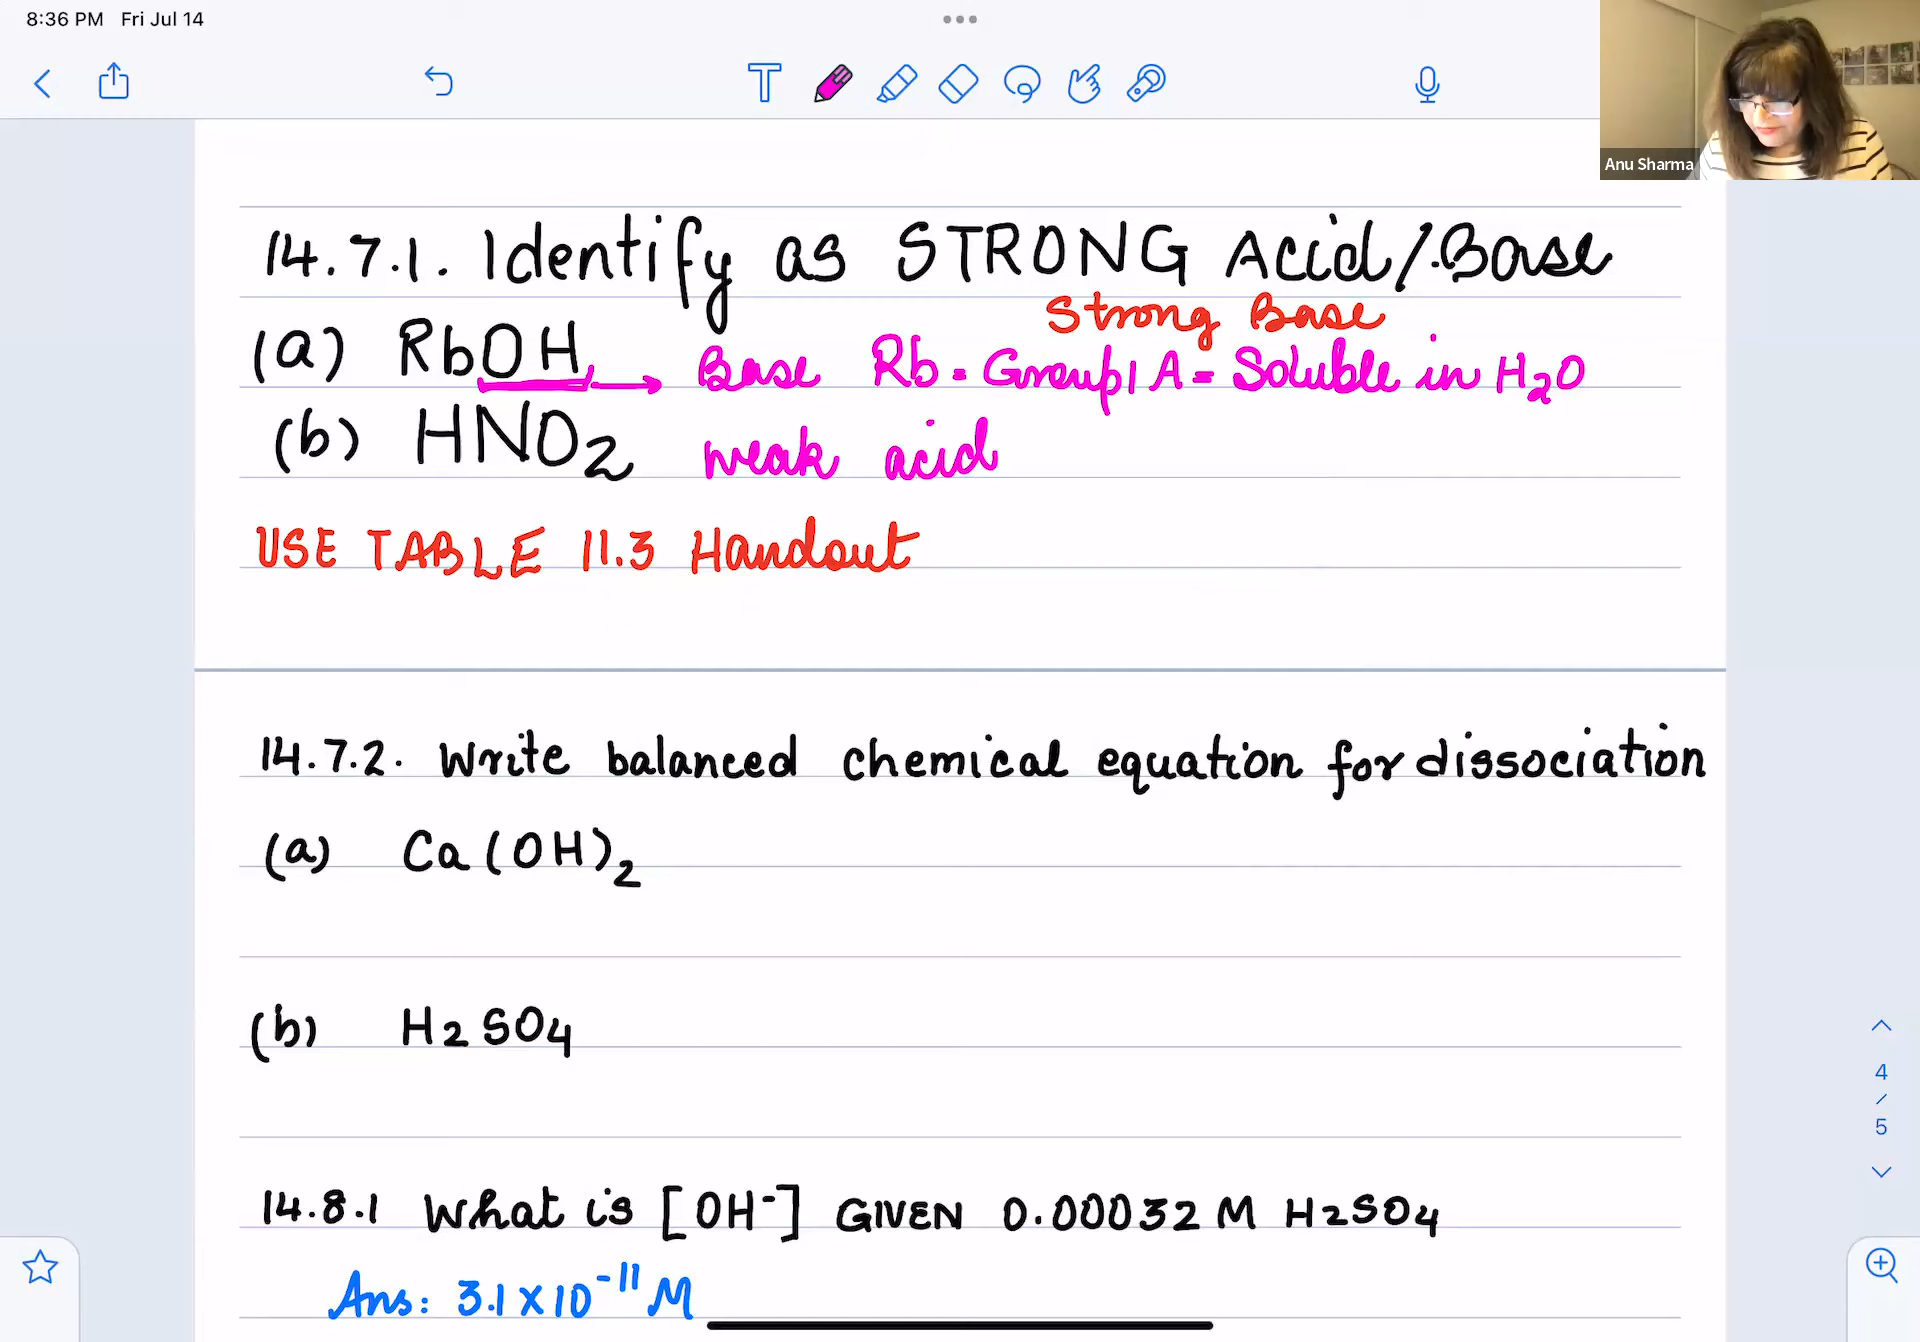 8:36 PM Fri Jul 14
Anu Sharma
14.7.1. Identify as STRONG Acid/Base
Strong Base
(a) RbOH → Base Rb = Group 1 A = Soluble in H₂O
(b) HNO₂ weak acid
USE TABLE 11.3 Handout
14.7.2. Write balanced chemical equation for dissociation
(a) Ca(OH)₂
(b) H₂SO₄
4
/
5
14.8.1 What is [OH⁻] GIVEN 0.00032 M H₂SO₄
Ans: 3.1 x 10⁻¹¹ M